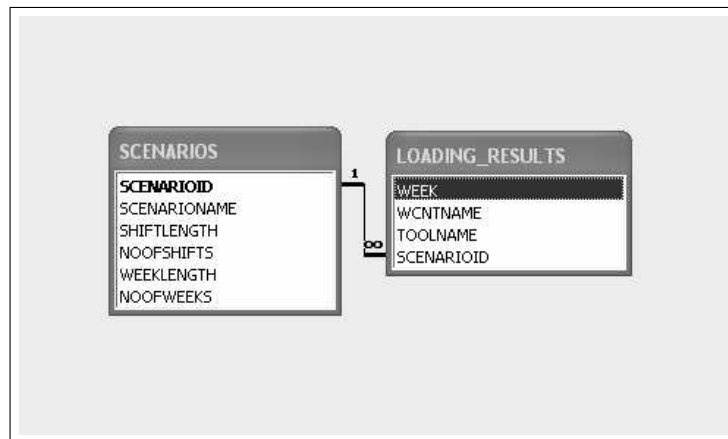 SCENARIOS
SCENARIOID
SCENARIONAME
SHIFTLENGTH
NOOFSHIFTS
WEEKLENGTH
NOOFWEEKS
1
∞
LOADING_RESULTS
WEEK
WCNTNAME
TOOLNAME
SCENARIOID